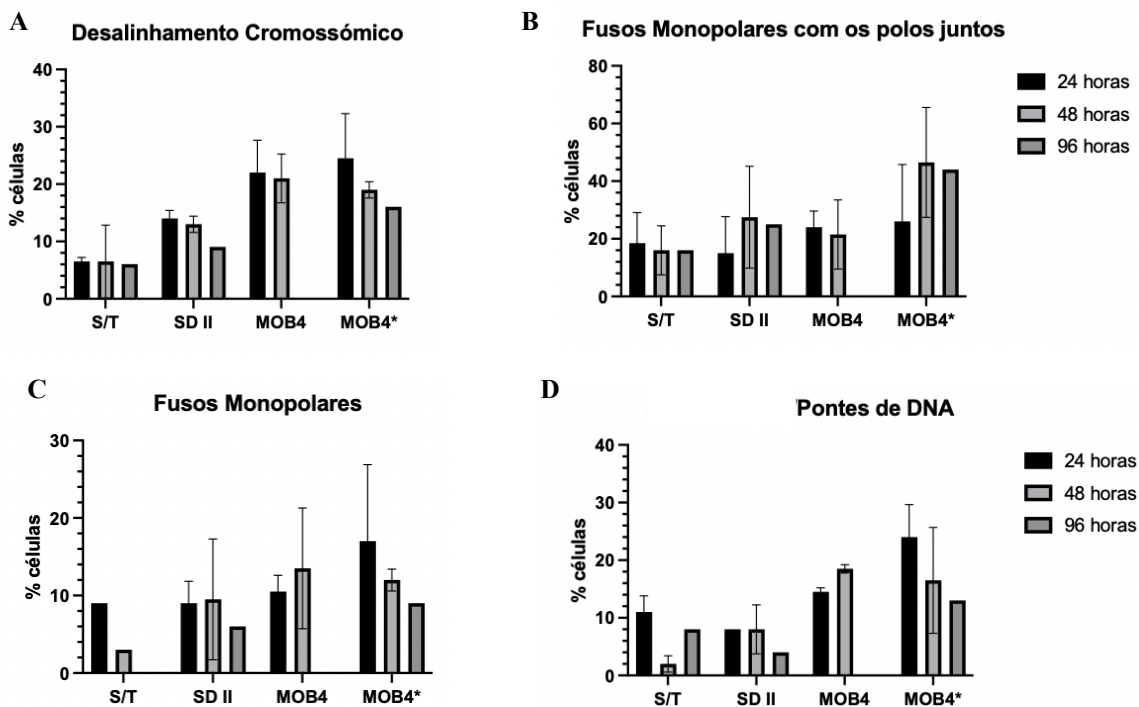 A
Desalinhamento Cromossómico
% células
40
30
20
10
0
S/T SD II MOB4 MOB4*
B
Fusos Monopolares com os polos juntos
% células
80
60
40
20
0
S/T SD II MOB4 MOB4*
24 horas
48 horas
96 horas
C
Fusos Monopolares
% células
30
20
10
0
S/T SD II MOB4 MOB4*
D
Pontes de DNA
% células
40
30
20
10
0
S/T SD II MOB4 MOB4*
24 horas
48 horas
96 horas